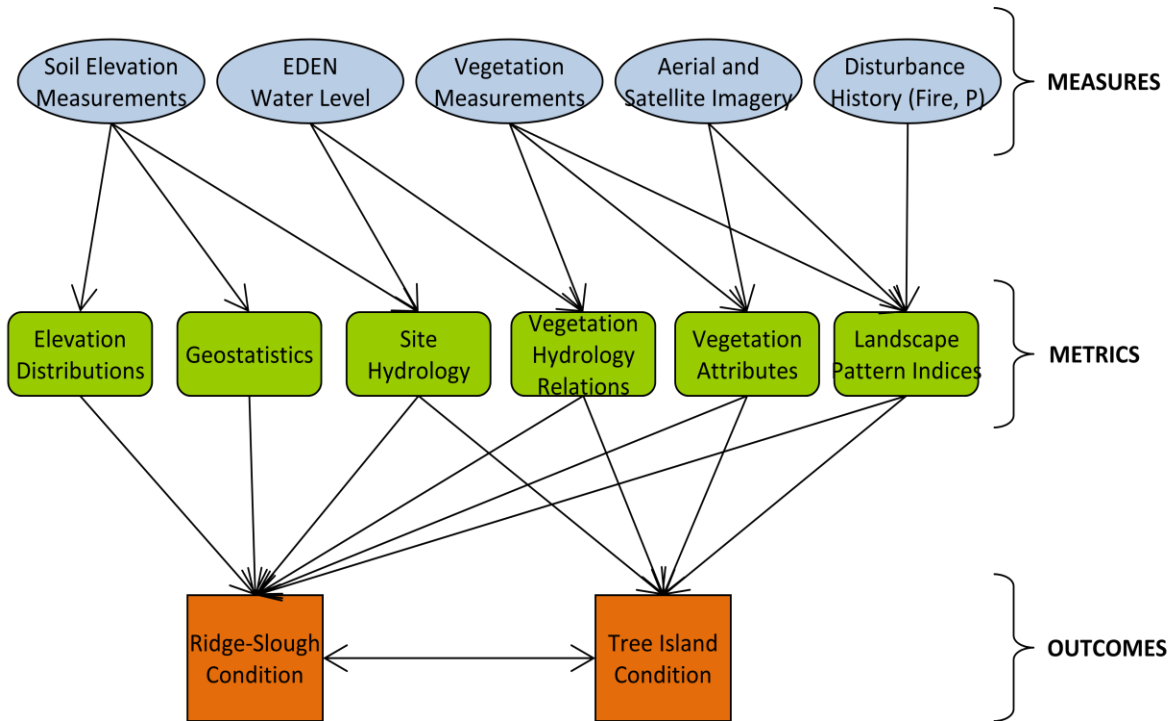 Soil Elevation
Measurements
EDEN
Water Level
Vegetation
Measurements
Aerial and
Satellite Imagery
Disturbance
History (Fire, P)
MEASURES
Elevation
Distributions
Geostatistics
Site
Hydrology
Vegetation
Hydrology
Relations
Vegetation
Attributes
Landscape
Pattern Indices
METRICS
Ridge-Slough
Condition
Tree Island
Condition
OUTCOMES